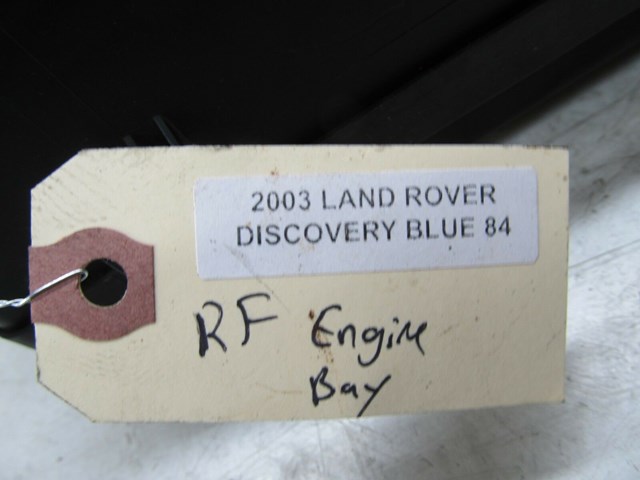 2003 LAND ROVER
DISCOVERY BLUE 84
RF Engine
Bay